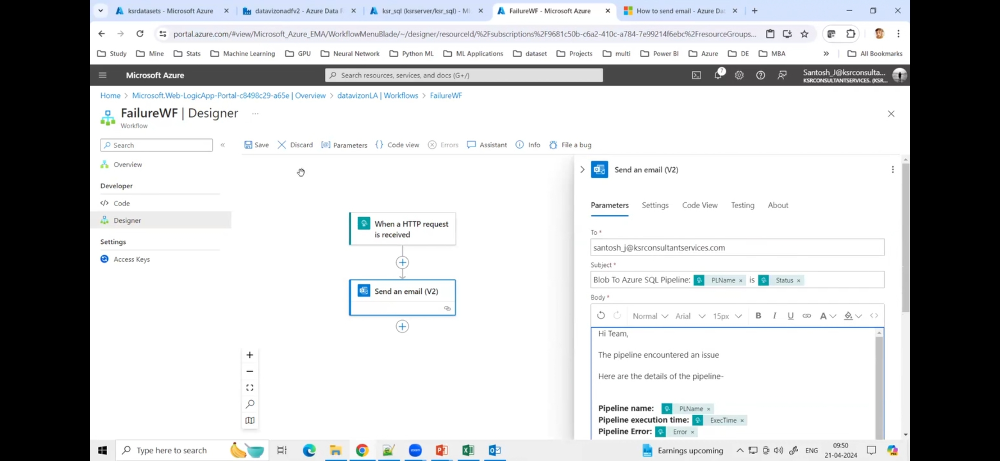 ksrdatasets - Microsoft Azure
datavizonadfv2 - Azure Data F
ksr_sql (ksrserver/ksr_sql) - Mi
FailureWF - Microsoft Azure
How to send email - Azure Dat
portal.azure.com/#view/Microsoft_Azure_EMA/WorkflowMenuBlade/~/designer/resourceId/%2Fsubscriptions%2F9681c50b-c6a2-410c-a784-7e99214f6ebc%2FresourceGroups...
Study Mine Stats Machine Learning GPU Neural Network Python ML ML Applications dataset Projects multi Power BI Azure DE MBA » All Bookmarks
Microsoft Azure
Search resources, services, and docs (G+/)
7
Santosh_J@ksrconsulta...
KSRCONSULTANTSERVICES. (KSR...
Home > Microsoft.Web-LogicApp-Portal-c8498c29-a65e | Overview > datavizonLA | Workflows > FailureWF
FailureWF | Designer ...
Workflow
Search
«
Save Discard Parameters Code view Errors Assistant Info File a bug
Overview
Developer
Code
Designer
Settings
Access Keys
When a HTTP request
is received
Send an email (V2)
Send an email (V2)
Parameters Settings Code View Testing About
To *
santosh_j@ksrconsultantservices.com
Subject *
Blob To Azure SQL Pipeline: PLName × is Status ×
Body *
Normal Arial 15px B I U A
Hi Team,
The pipeline encountered an issue
Here are the details of the pipeline-
Pipeline name: PLName ×
Pipeline execution time: ExecTime ×
Pipeline Error: Error ×
Type here to search
zoom
Earnings upcoming
ENG
09:50
21-04-2024